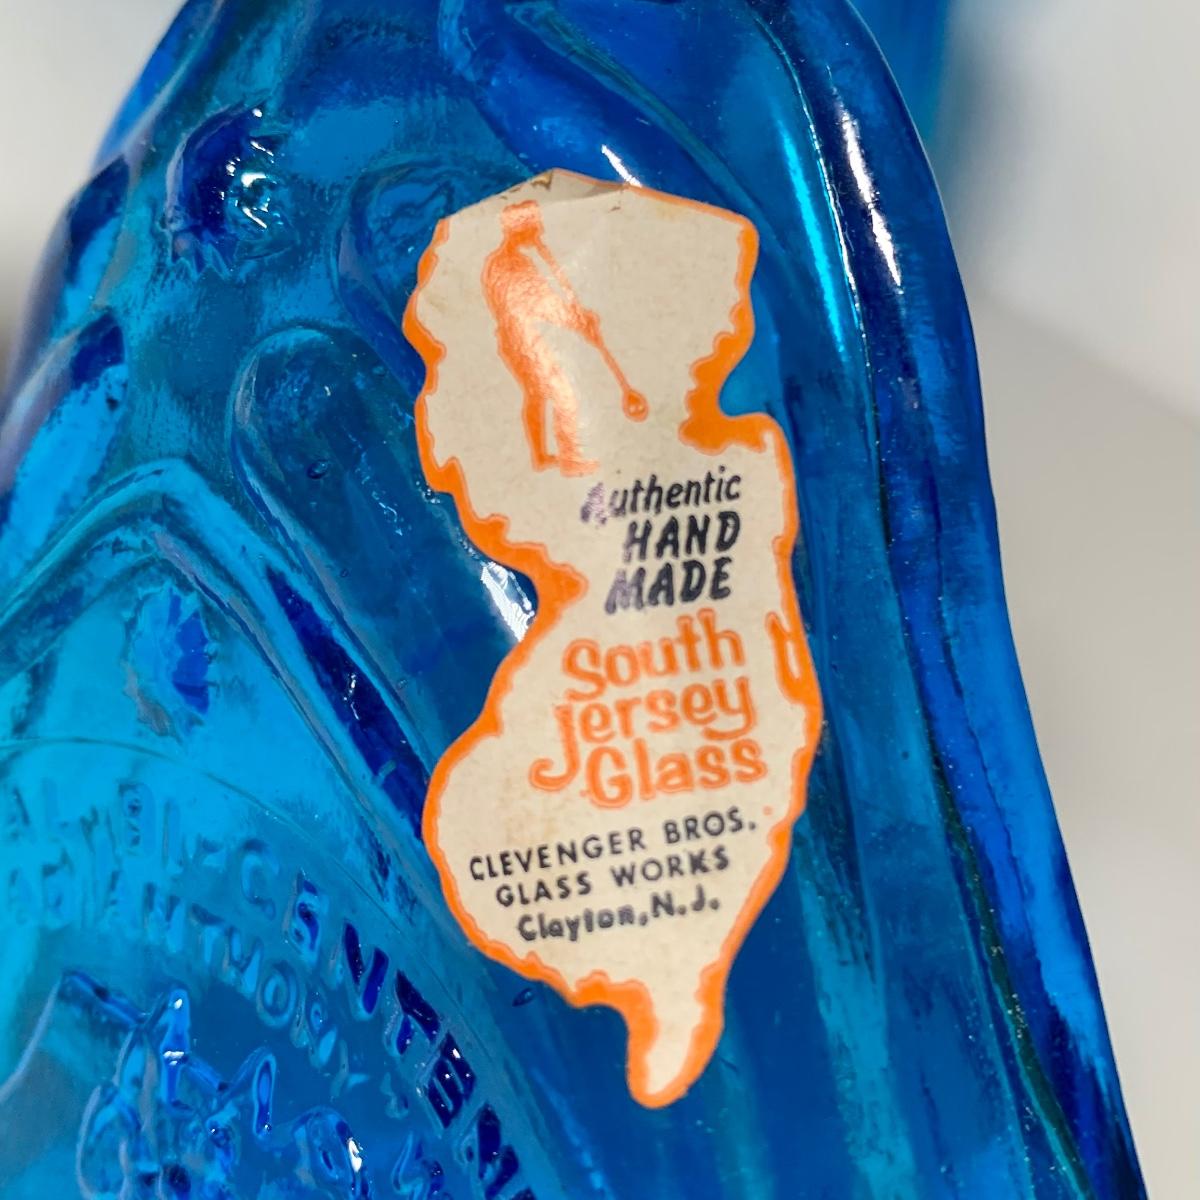 Authentic
HAND
MADE
South
Jersey
Glass
CLEVENGER BROS.
GLASS WORKS
Clayton, N.J.